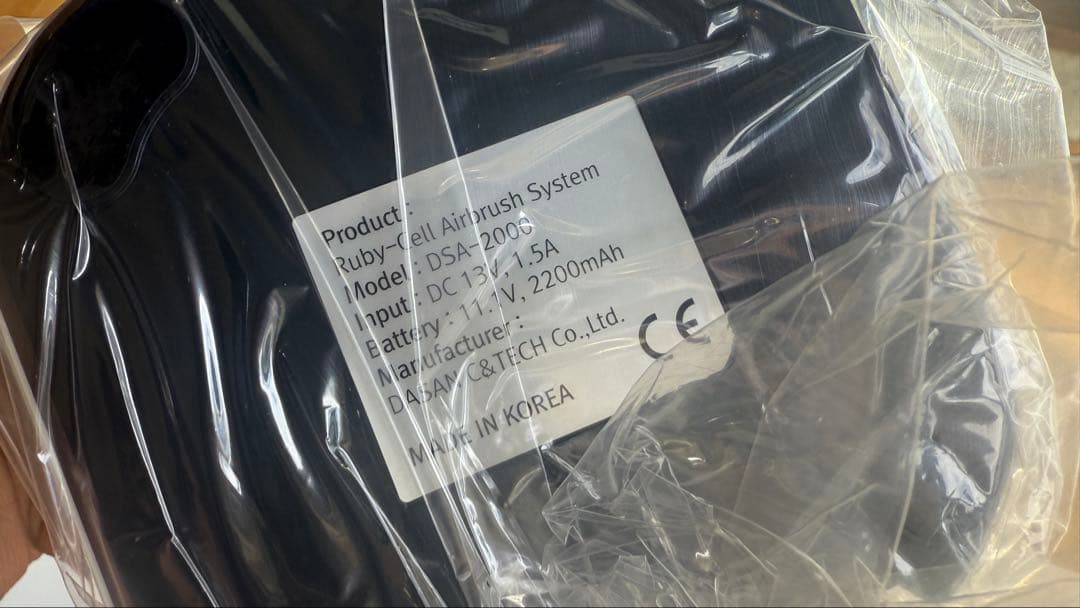 Product :
Ruby-Cell Airbrush System
Model : DSA-2000
Input : DC 13V, 1.5A
Battery : 11.1V, 2200mAh
Manufacturer :
DASAN C&TECH Co.,Ltd.
CE
MADE IN KOREA